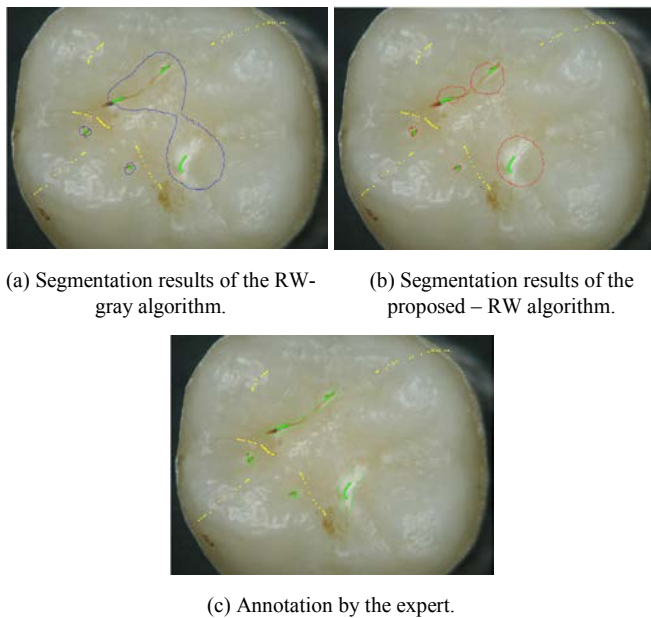 (a) Segmentation results of the RW-
gray algorithm.
(b) Segmentation results of the
proposed – RW algorithm.
(c) Annotation by the expert.